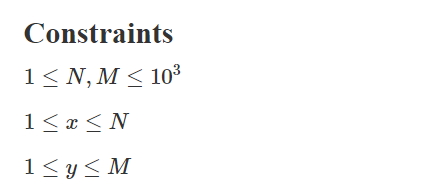 Constraints
1 ≤ N, M ≤ 10³
1 ≤ x ≤ N
1 ≤ y ≤ M